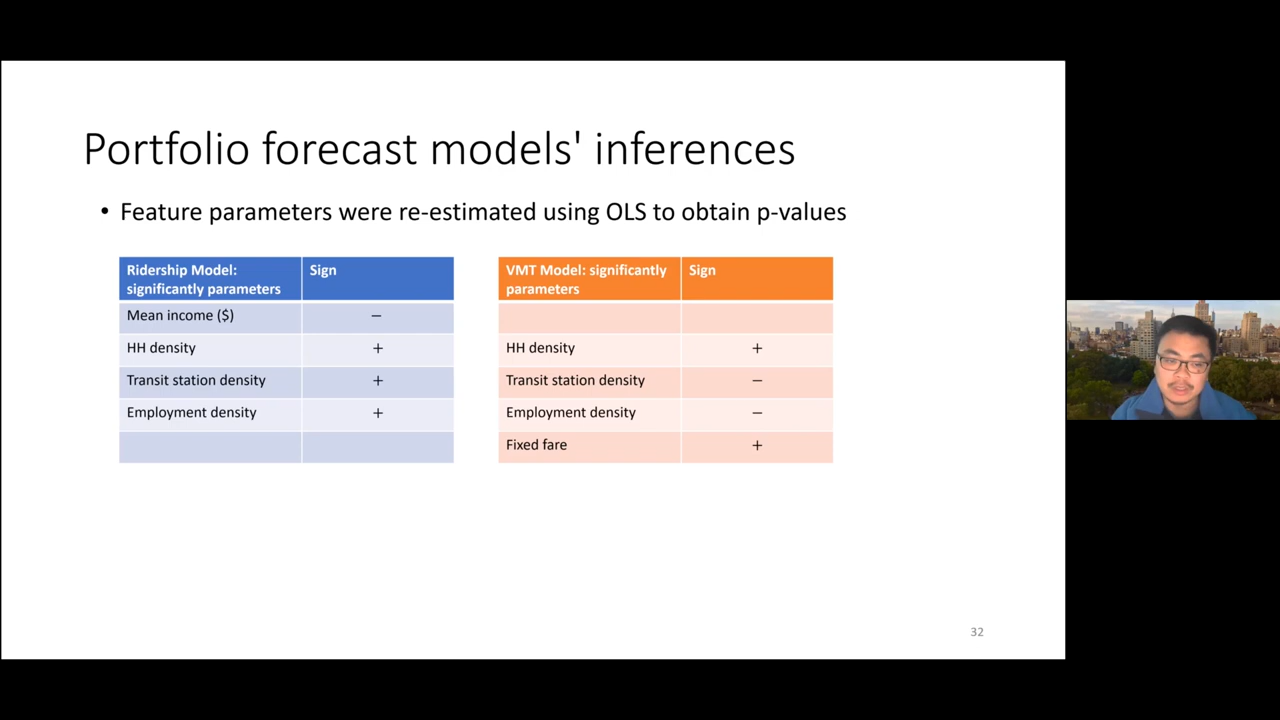 Portfolio forecast models' inferences
• Feature parameters were re-estimated using OLS to obtain p-values
Ridership Model: significantly parameters
Sign
Mean income ($)
−
HH density
+
Transit station density
+
Employment density
+
VMT Model: significantly parameters
Sign
HH density
+
Transit station density
−
Employment density
−
Fixed fare
+
32